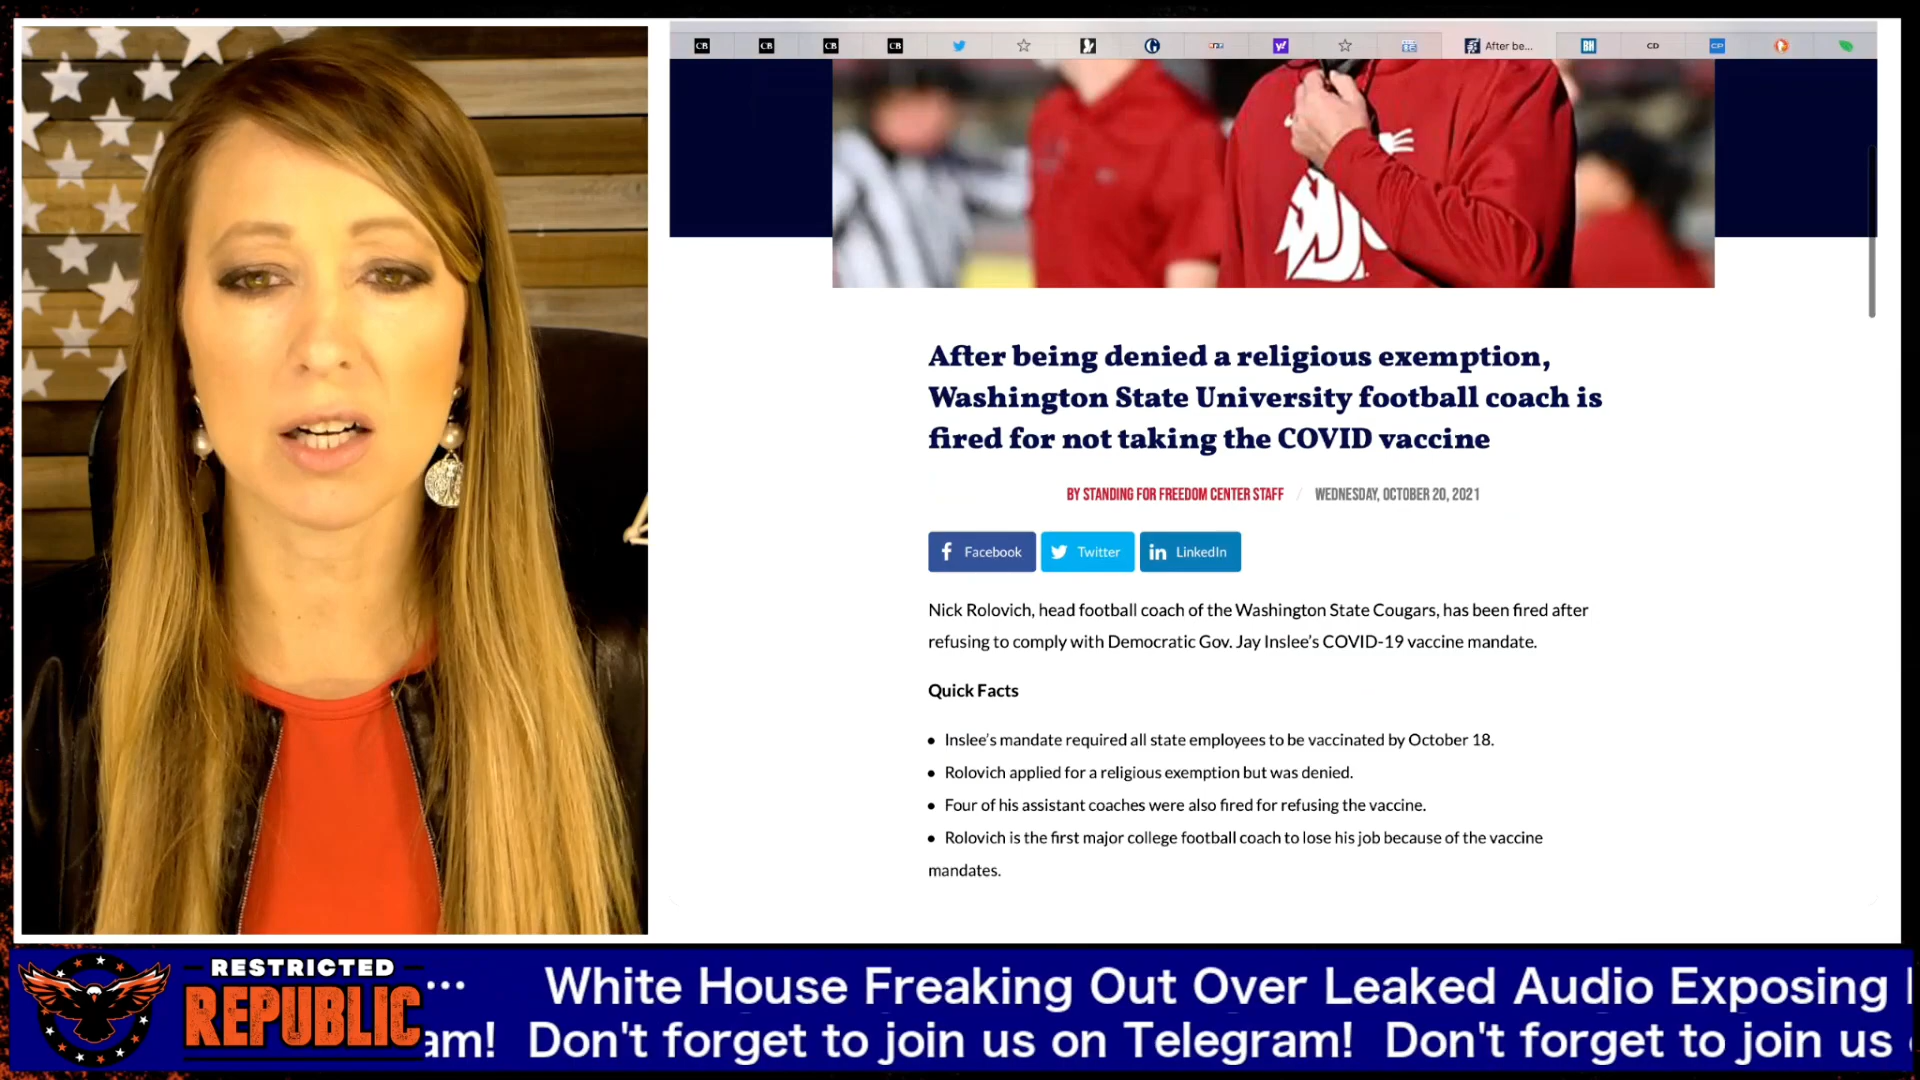 CB
CB
CB
CB
After be...
BH
CD
CP
After being denied a religious exemption,
Washington State University football coach is
fired for not taking the COVID vaccine
BY STANDING FOR FREEDOM CENTER STAFF / WEDNESDAY, OCTOBER 20, 2021
Facebook
Twitter
LinkedIn
Nick Rolovich, head football coach of the Washington State Cougars, has been fired after
refusing to comply with Democratic Gov. Jay Inslee's COVID-19 vaccine mandate.
Quick Facts
• Inslee's mandate required all state employees to be vaccinated by October 18.
• Rolovich applied for a religious exemption but was denied.
• Four of his assistant coaches were also fired for refusing the vaccine.
• Rolovich is the first major college football coach to lose his job because of the vaccine
mandates.
RESTRICTED
REPUBLIC
... White House Freaking Out Over Leaked Audio Exposing
am! Don't forget to join us on Telegram! Don't forget to join us